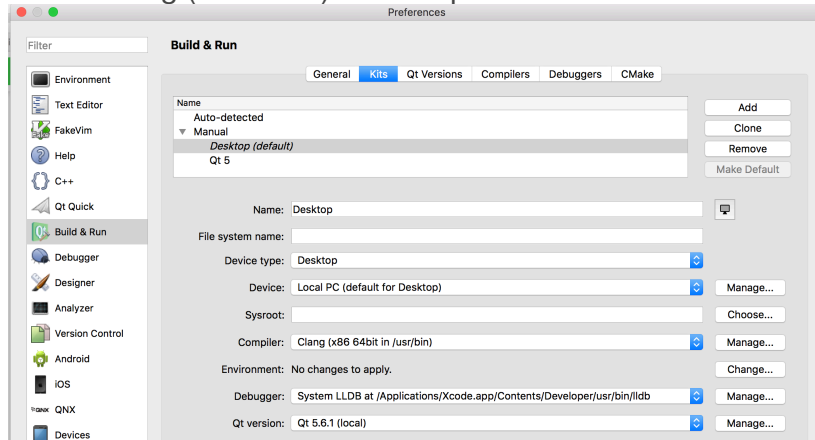 Preferences
Filter
Build & Run
General Kits Qt Versions Compilers Debuggers CMake
Environment
Text Editor
FakeVim
Help
C++
Qt Quick
Build & Run
Debugger
Designer
Analyzer
Version Control
Android
iOS
QNX QNX
Devices
Name
Auto-detected
Manual
Desktop (default)
Qt 5
Add
Clone
Remove
Make Default
Name: Desktop
File system name:
Device type: Desktop
Device: Local PC (default for Desktop) Manage...
Sysroot: Choose...
Compiler: Clang (x86 64bit in /usr/bin) Manage...
Environment: No changes to apply. Change...
Debugger: System LLDB at /Applications/Xcode.app/Contents/Developer/usr/bin/lldb Manage...
Qt version: Qt 5.6.1 (local) Manage...